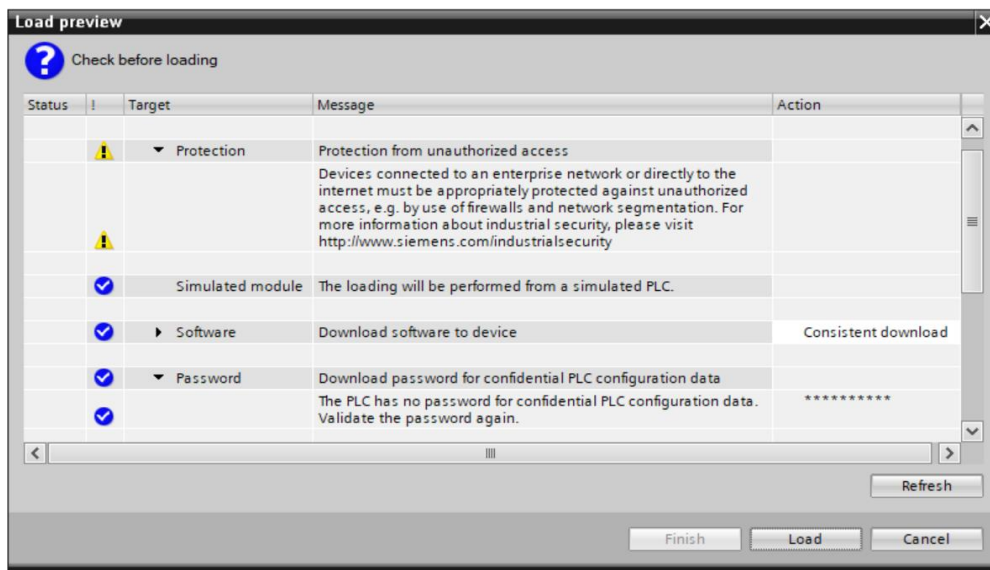 Load preview
Check before loading
Status ! Target Message Action
Protection Protection from unauthorized access
Devices connected to an enterprise network or directly to the
internet must be appropriately protected against unauthorized
access, e.g. by use of firewalls and network segmentation. For
more information about industrial security, please visit
http://www.siemens.com/industrialsecurity
Simulated module The loading will be performed from a simulated PLC.
Software Download software to device Consistent download
Password Download password for confidential PLC configuration data
The PLC has no password for confidential PLC configuration data. **********
Validate the password again.
Refresh
Finish Load Cancel